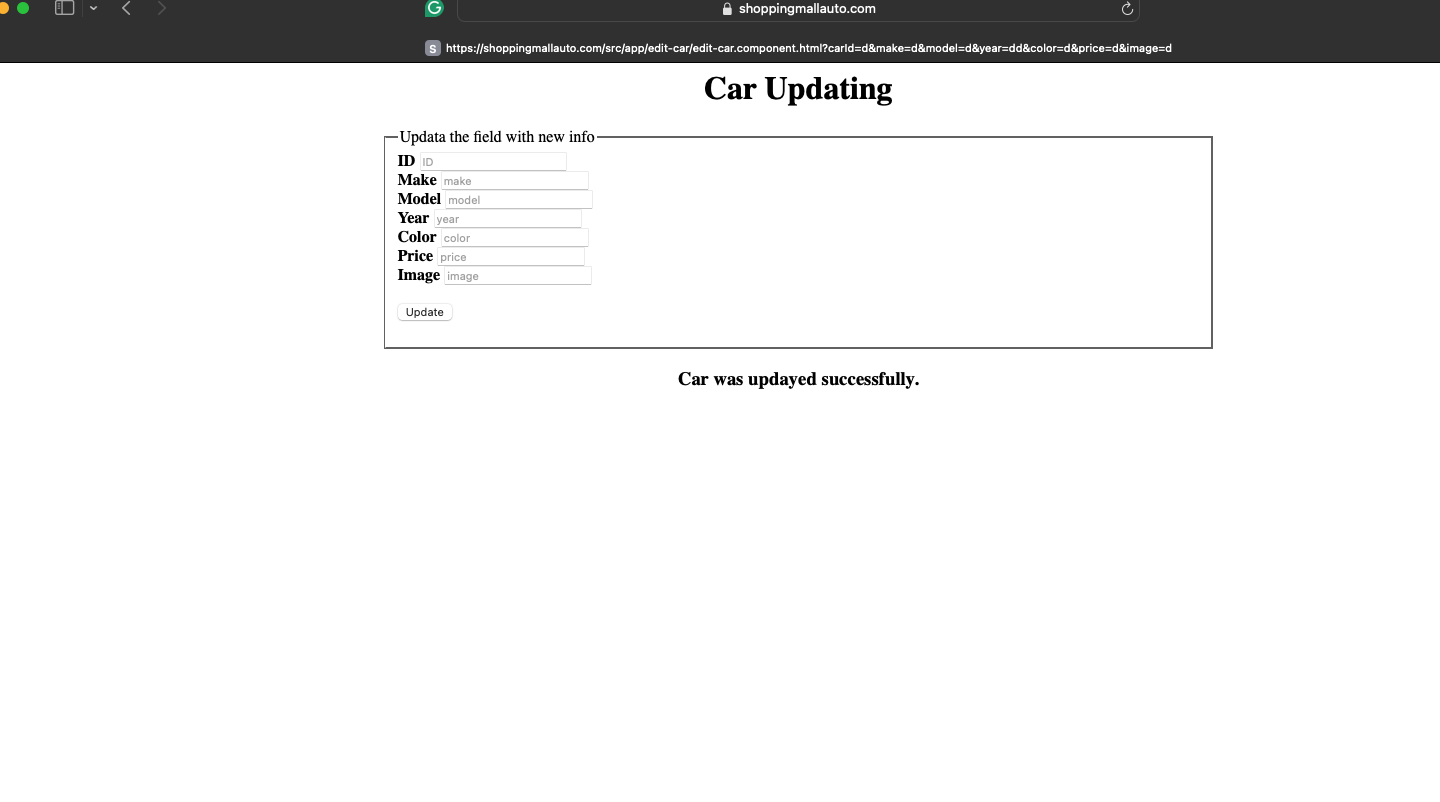 shoppingmallauto.com
S https://shoppingmallauto.com/src/app/edit-car/edit-car.component.html?carId=d&make=d&model=d&year=dd&color=d&price=d&image=d
Car Updating
Updata the field with new info
ID ID
Make make
Model model
Year year
Color color
Price price
Image image
Update
Car was updayed successfully.